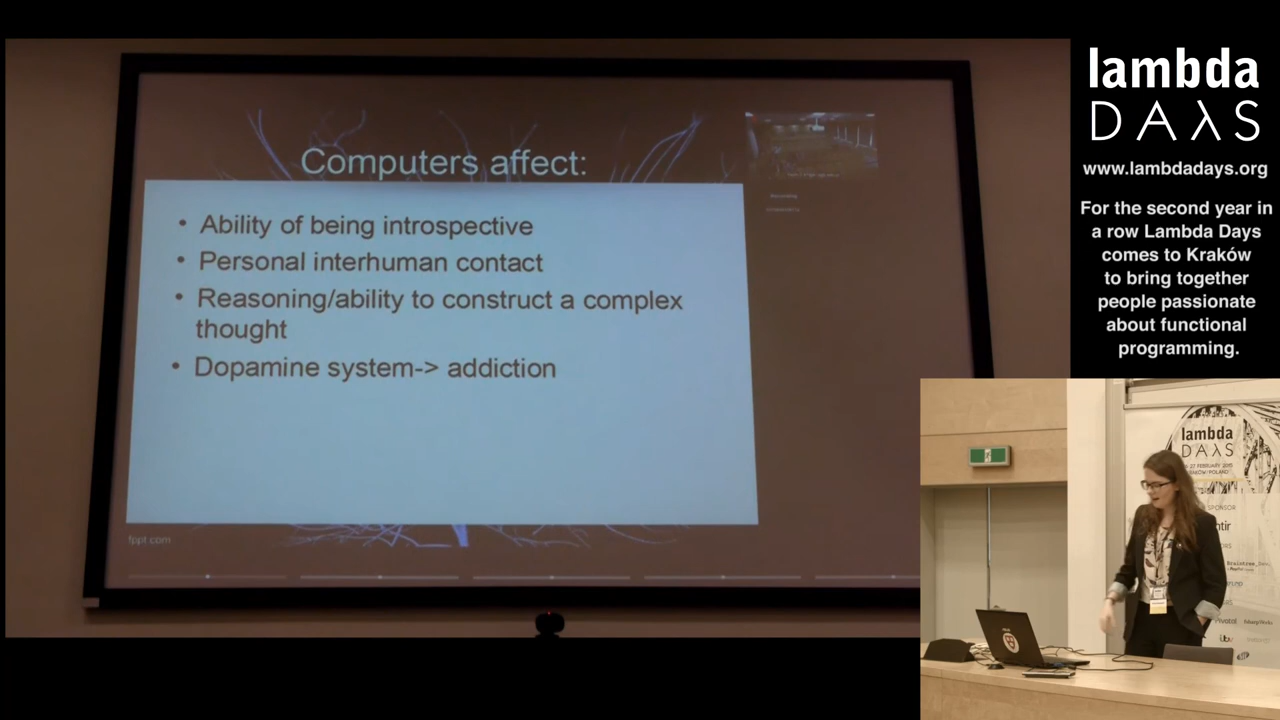 Computers affect:
• Ability of being introspective
• Personal interhuman contact
• Reasoning/ability to construct a complex
thought
• Dopamine system-> addiction
fppt.com
lambda
DAλS
www.lambdadays.org
For the second year in
a row Lambda Days
comes to Kraków
to bring together
people passionate
about functional
programming.
lambda
DAλS
FEBRUARY
SPONSOR